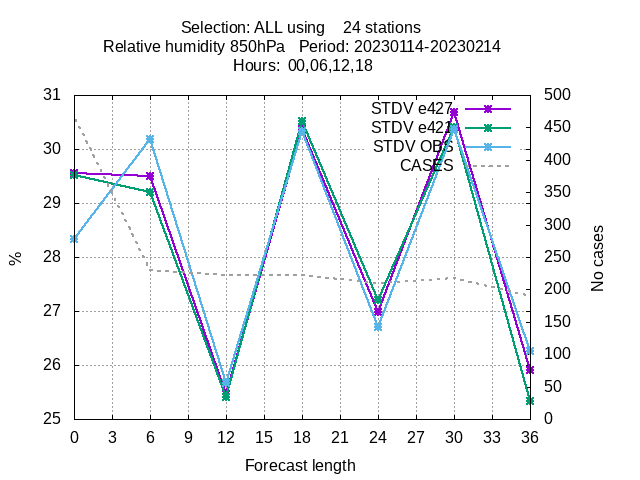 Selection: ALL using    24 stations
Relative humidity 850hPa   Period: 20230114-20230214
Hours:  00,06,12,18
31
30
29
28
27
26
25
%
500
450
400
350
300
250
200
150
100
50
0
No cases
STDV e427
STDV e421
STDV OBS
CASES
0 3 6 9 12 15 18 21 24 27 30 33 36
Forecast length